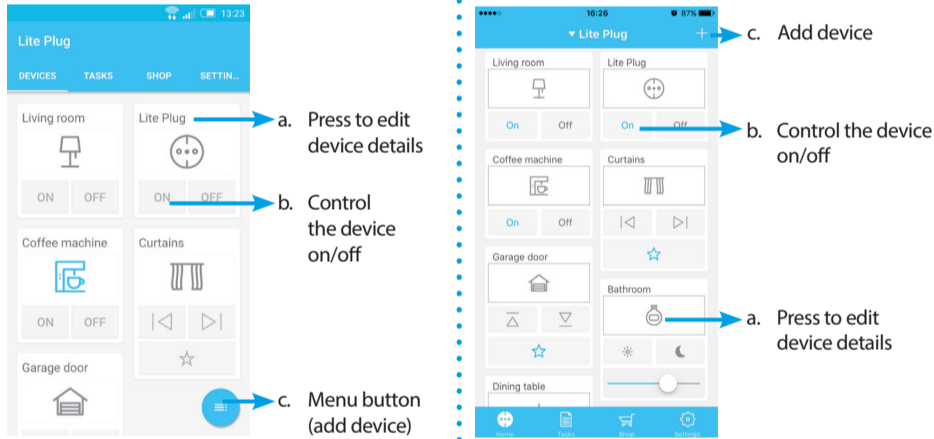 13:23
Lite Plug
DEVICES TASKS SHOP SETTIN...
Living room
Lite Plug
ON OFF
ON OFF
Coffee machine
Curtains
ON OFF
Garage door
a. Press to edit
device details
b. Control
the device
on/off
c. Menu button
(add device)
16:26
87%
Lite Plug
+
Living room
Lite Plug
On Off
On Off
Coffee machine
Curtains
On Off
Garage door
Bathroom
Dining table
Home Tasks Shop Settings
c. Add device
b. Control the device
on/off
a. Press to edit
device details